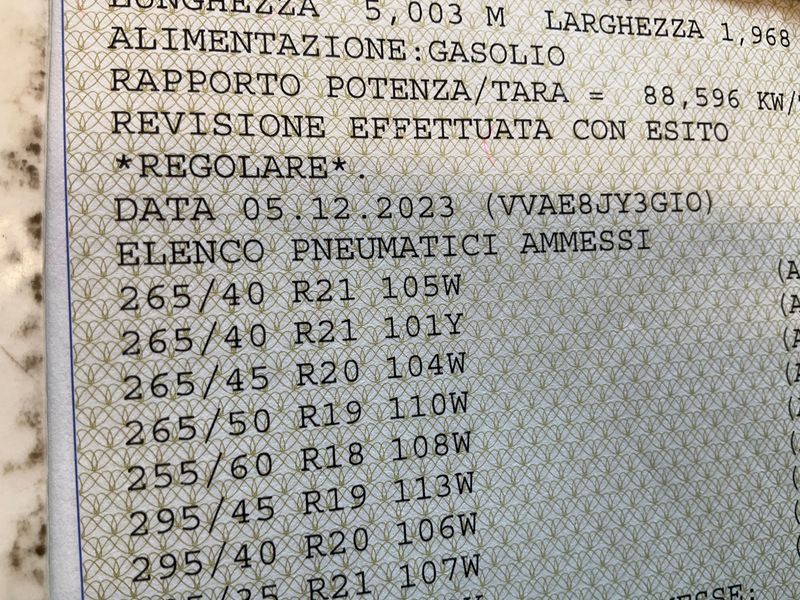 LUNGHEZZA 5,003 M LARGHEZZA 1,968
ALIMENTAZIONE:GASOLIO
RAPPORTO POTENZA/TARA = 88,596 KW/
REVISIONE EFFETTUATA CON ESITO
*REGOLARE*.
DATA 05.12.2023 (VVAE8JY3GIO)
ELENCO PNEUMATICI AMMESSI
265/40 R21 105W (A
265/40 R21 101Y (A
265/45 R20 104W (A
265/50 R19 110W (A
255/60 R18 108W (A
295/45 R19 113W (
295/40 R20 106W (
R21 107W (